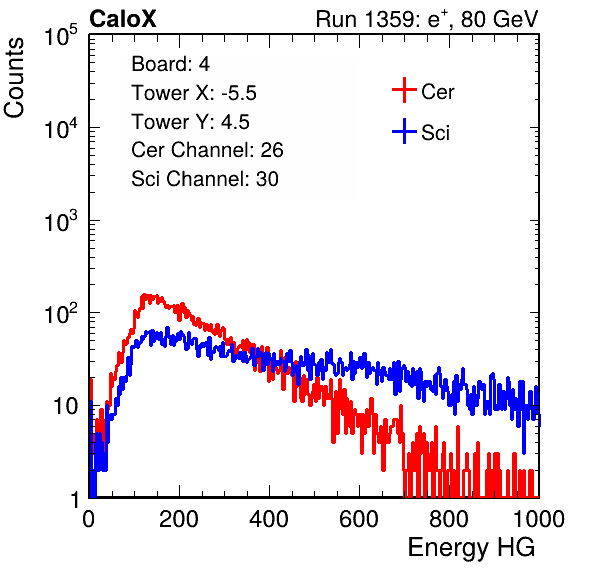 CaloX Run 1359: e⁺, 80 GeV
Counts
10⁵
10⁴
10³
10²
10
1
Board: 4
Tower X: -5.5
Tower Y: 4.5
Cer Channel: 26
Sci Channel: 30
Cer
Sci
0 200 400 600 800 1000
Energy HG